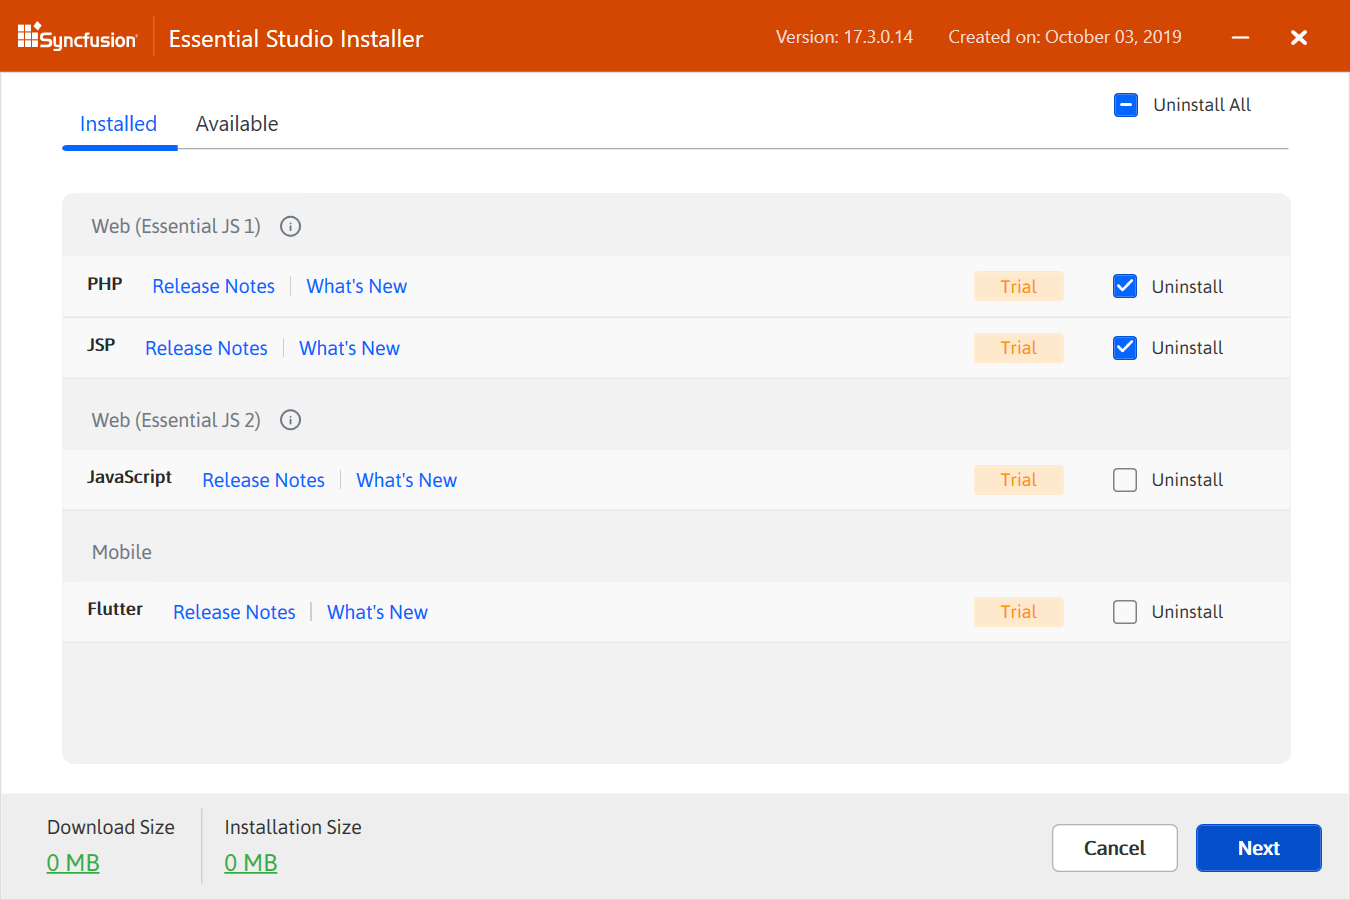 Syncfusion Essential Studio Installer Version: 17.3.0.14 Created on: October 03, 2019
Installed Available Uninstall All
Web (Essential JS 1)
PHP Release Notes What's New Trial Uninstall
JSP Release Notes What's New Trial Uninstall
Web (Essential JS 2)
JavaScript Release Notes What's New Trial Uninstall
Mobile
Flutter Release Notes What's New Trial Uninstall
Download Size Installation Size
0 MB 0 MB
Cancel Next